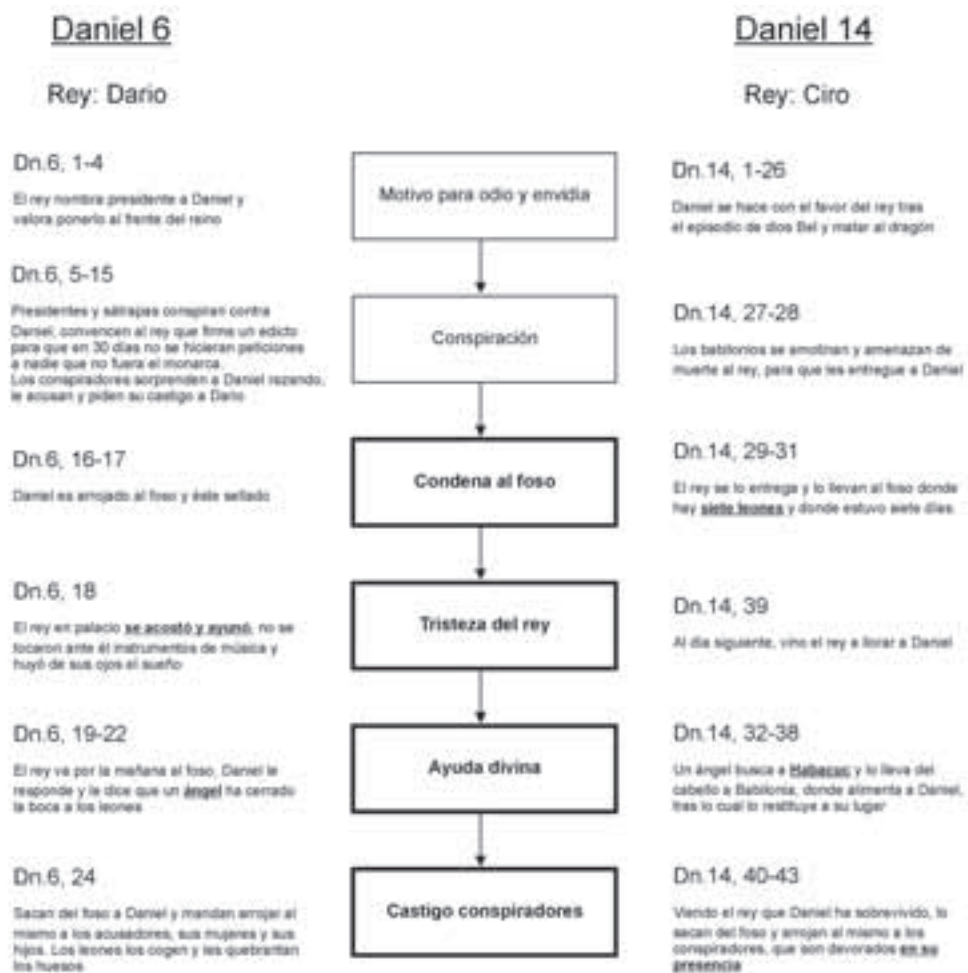 Daniel 6
Rey: Dario
Dn.6, 1-4
El rey nombra presidente a Daniel y
valora ponerlo al frente del reino
Dn.6, 5-15
Presidentes y sátrapas conspiran contra
Daniel, convencen al rey que firme un edicto
para que en 30 días no se hicieran peticiones
a nadie que no fuera el monarca.
Los conspiradores sorprenden a Daniel rezando,
le acusan y piden su castigo a Dario
Dn.6, 16-17
Daniel es arrojado al foso y éste sellado
Dn.6, 18
El rey en palacio se acostó y ayunó, no se
tocaron ante él instrumentos de música y
huyó de sus ojos el sueño
Dn.6, 19-22
El rey va por la mañana al foso, Daniel le
responde y le dice que un ángel ha cerrado
la boca a los leones
Dn.6, 24
Sacan del foso a Daniel y mandan arrojar al
mismo a los acusadores, sus mujeres y sus
hijos. Los leones los cogen y les quebrantan
los huesos
Motivo para odio y envidia
Conspiración
Condena al foso
Tristeza del rey
Ayuda divina
Castigo conspiradores
Daniel 14
Rey: Ciro
Dn.14, 1-26
Daniel se hace con el favor del rey tras
el episodio de dios Bel y matar al dragón
Dn.14, 27-28
Los babilonios se amotinan y amenazan de
muerte al rey, para que les entregue a Daniel
Dn.14, 29-31
El rey se lo entrega y lo llevan al foso donde
hay siete leones y donde estuvo siete días.
Dn.14, 39
Al día siguiente, vino el rey a llorar a Daniel
Dn.14, 32-38
Un ángel busca a Habacuc y lo lleva del
cabello a Babilonia, donde alimenta a Daniel,
tras lo cual lo restituye a su lugar
Dn.14, 40-43
Viendo el rey que Daniel ha sobrevivido, lo
sacan del foso y arrojan al mismo a los
conspiradores, que son devorados en su
presencia